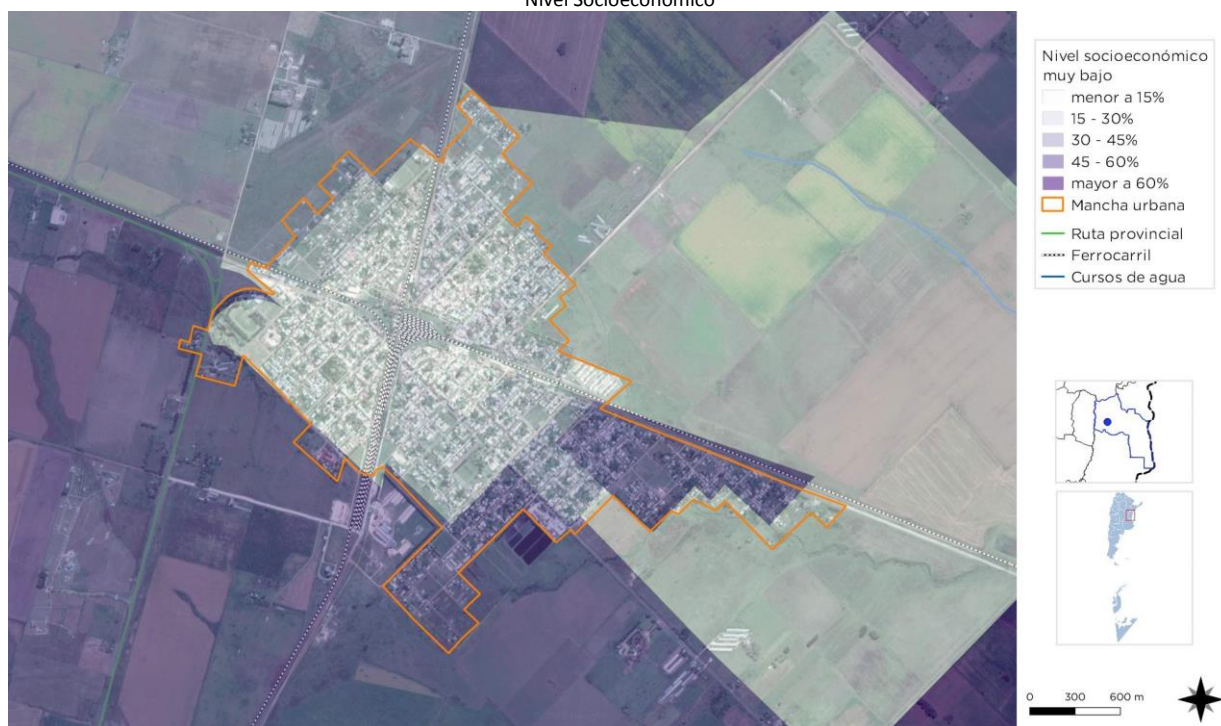 Nivel Socioeconómico
Nivel socioeconómico
muy bajo
menor a 15%
15 - 30%
30 - 45%
45 - 60%
mayor a 60%
Mancha urbana
Ruta provincial
Ferrocarril
Cursos de agua
0 300 600 m